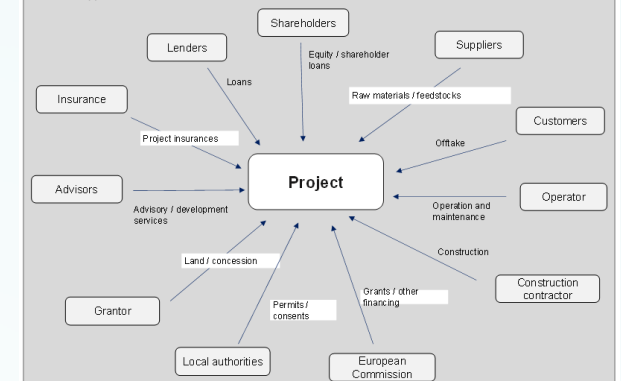 Shareholders
Lenders
Suppliers
Equity / shareholder
loans
Loans
Insurance
Raw materials / feedstocks
Customers
Project insurances
Offtake
Project
Advisors
Operator
Advisory / development
services
Operation and
maintenance
Construction
Land / concession
Construction
contractor
Grants / other
financing
Permits /
consents
Grantor
Local authorities
European
Commission